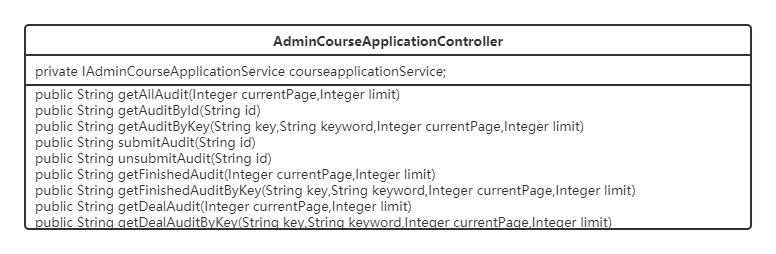 AdminCourseApplicationController
private IAdminCourseApplicationService courseapplicationService;
public String getAllAudit(Integer currentPage,Integer limit)
public String getAuditById(String id)
public String getAuditByKey(String key,String keyword,Integer currentPage,Integer limit)
public String submitAudit(String id)
public String unsubmitAudit(String id)
public String getFinishedAudit(Integer currentPage,Integer limit)
public String getFinishedAuditByKey(String key,String keyword,Integer currentPage,Integer limit)
public String getDealAudit(Integer currentPage,Integer limit)
public String getDealAuditByKey(String key,String keyword,Integer currentPage,Integer limit)